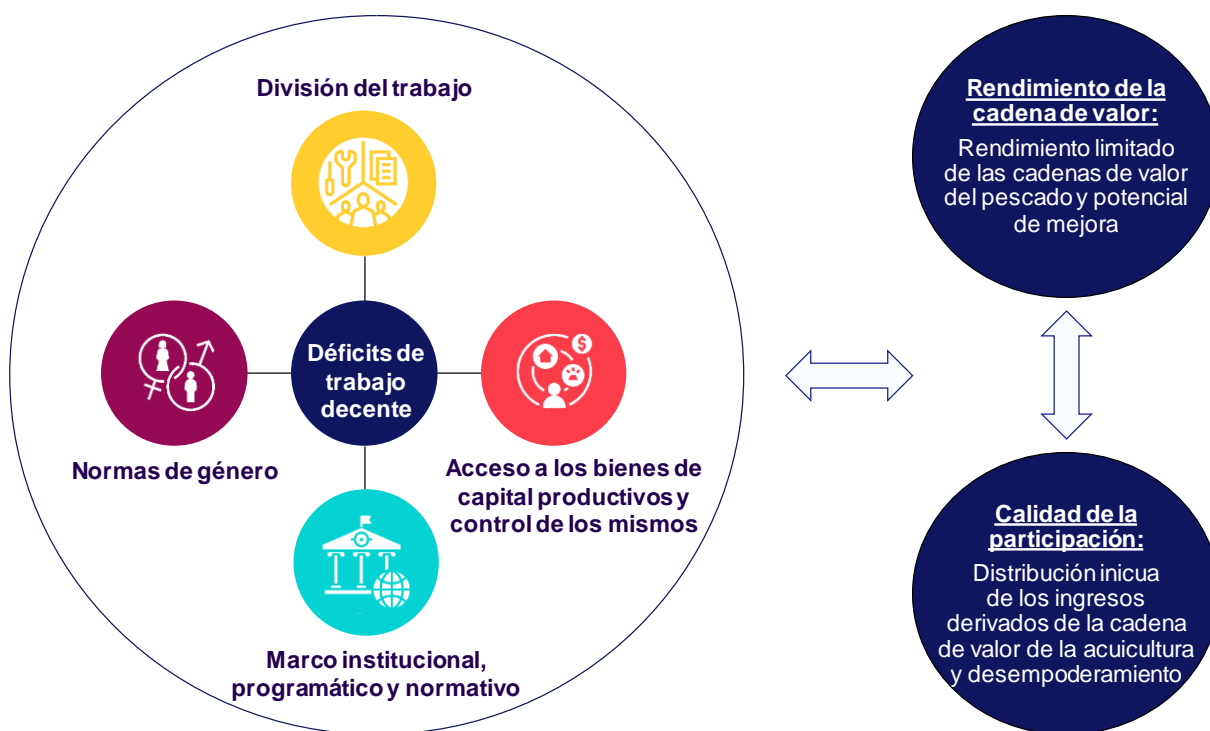 División del trabajo
Déficits de
trabajo
decente
Normas de género
Acceso a los bienes de
capital productivos y
control de los mismos
$
Marco institucional,
programático y normativo
Rendimiento de la
cadena de valor:
Rendimiento limitado
de las cadenas de valor
del pescado y potencial
de mejora
Calidad de la
participación:
Distribución inicua
de los ingresos
derivados de la cadena
de valor de la acuicultura
y desempoderamiento